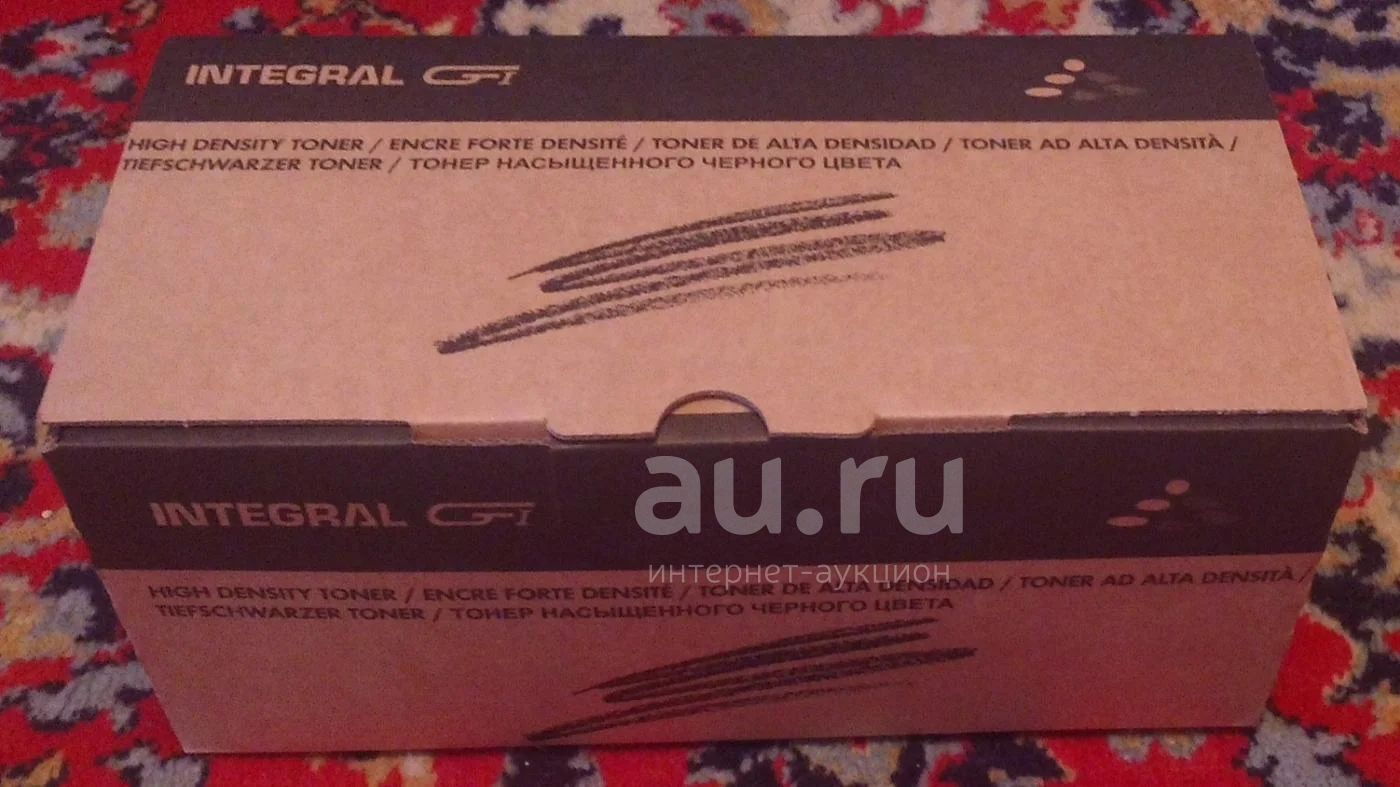 INTEGRAL GFI
HIGH DENSITY TONER / ENCRE FORTE DENSITÉ / TONER DE ALTA DENSIDAD / TONER AD ALTA DENSITÀ /
TIEFSCHWARZER TONER / ТОНЕР НАСЫЩЕННОГО ЧЕРНОГО ЦВЕТА
INTEGRAL GFI
au.ru
интернет-аукцион
HIGH DENSITY TONER / ENCRE FORTE DENSITÉ / TONER DE ALTA DENSIDAD / TONER AD ALTA DENSITÀ /
TIEFSCHWARZER TONER / ТОНЕР НАСЫЩЕННОГО ЧЕРНОГО ЦВЕТА